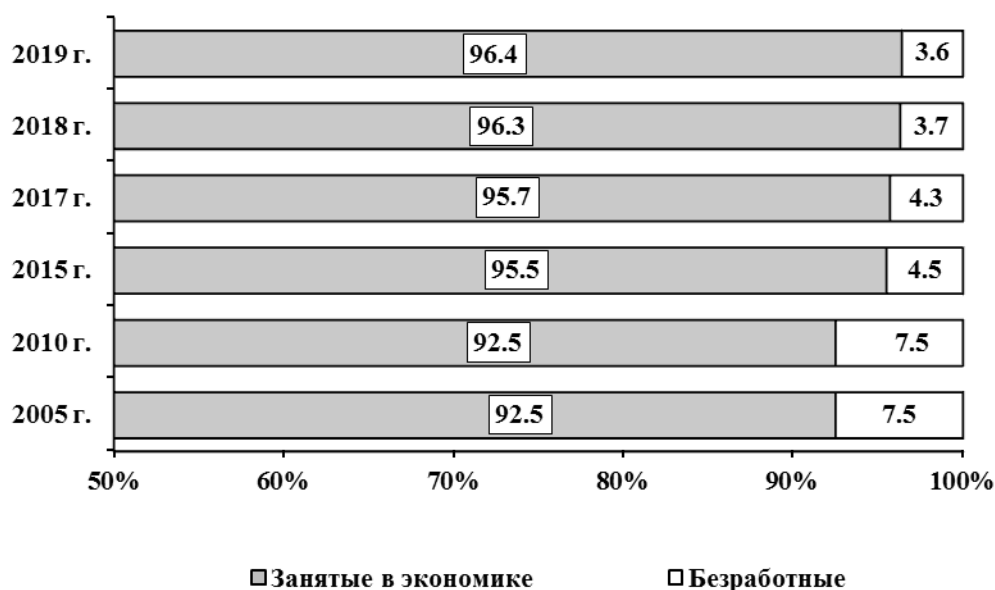 2019 г. 96.4 3.6
2018 г. 96.3 3.7
2017 г. 95.7 4.3
2015 г. 95.5 4.5
2010 г. 92.5 7.5
2005 г. 92.5 7.5
50% 60% 70% 80% 90% 100%
Занятые в экономике Безработные